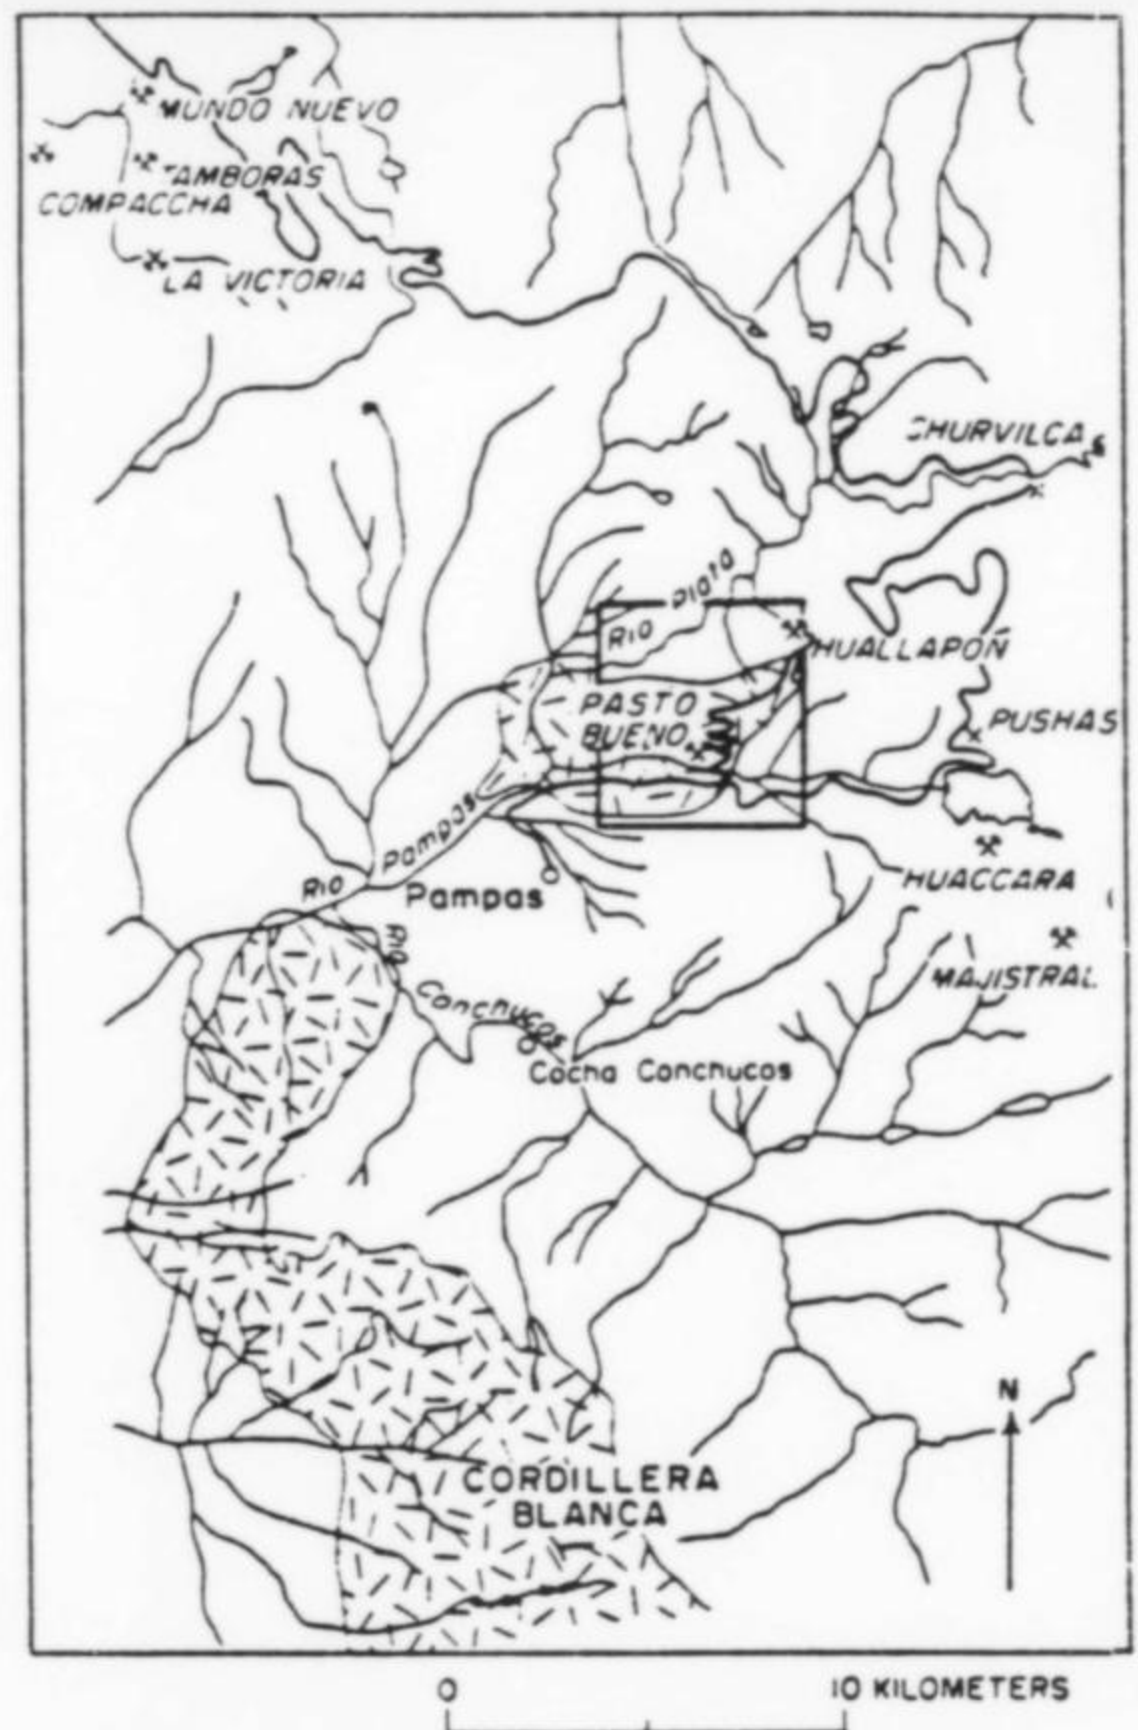 MUNDO NUEVO
TAMBORAS
COMPACCHA
LA VICTORIA
CHURVILCA
Rio Plata
HUALLAPOÑ
PASTO
BUENO
PUSHAS
Rio Pampas
Pampas
HUACCARA
MAJISTRAL
Rio Conchucos
Cocha Conchucos
N
CORDILLERA
BLANCA
0 10 KILOMETERS